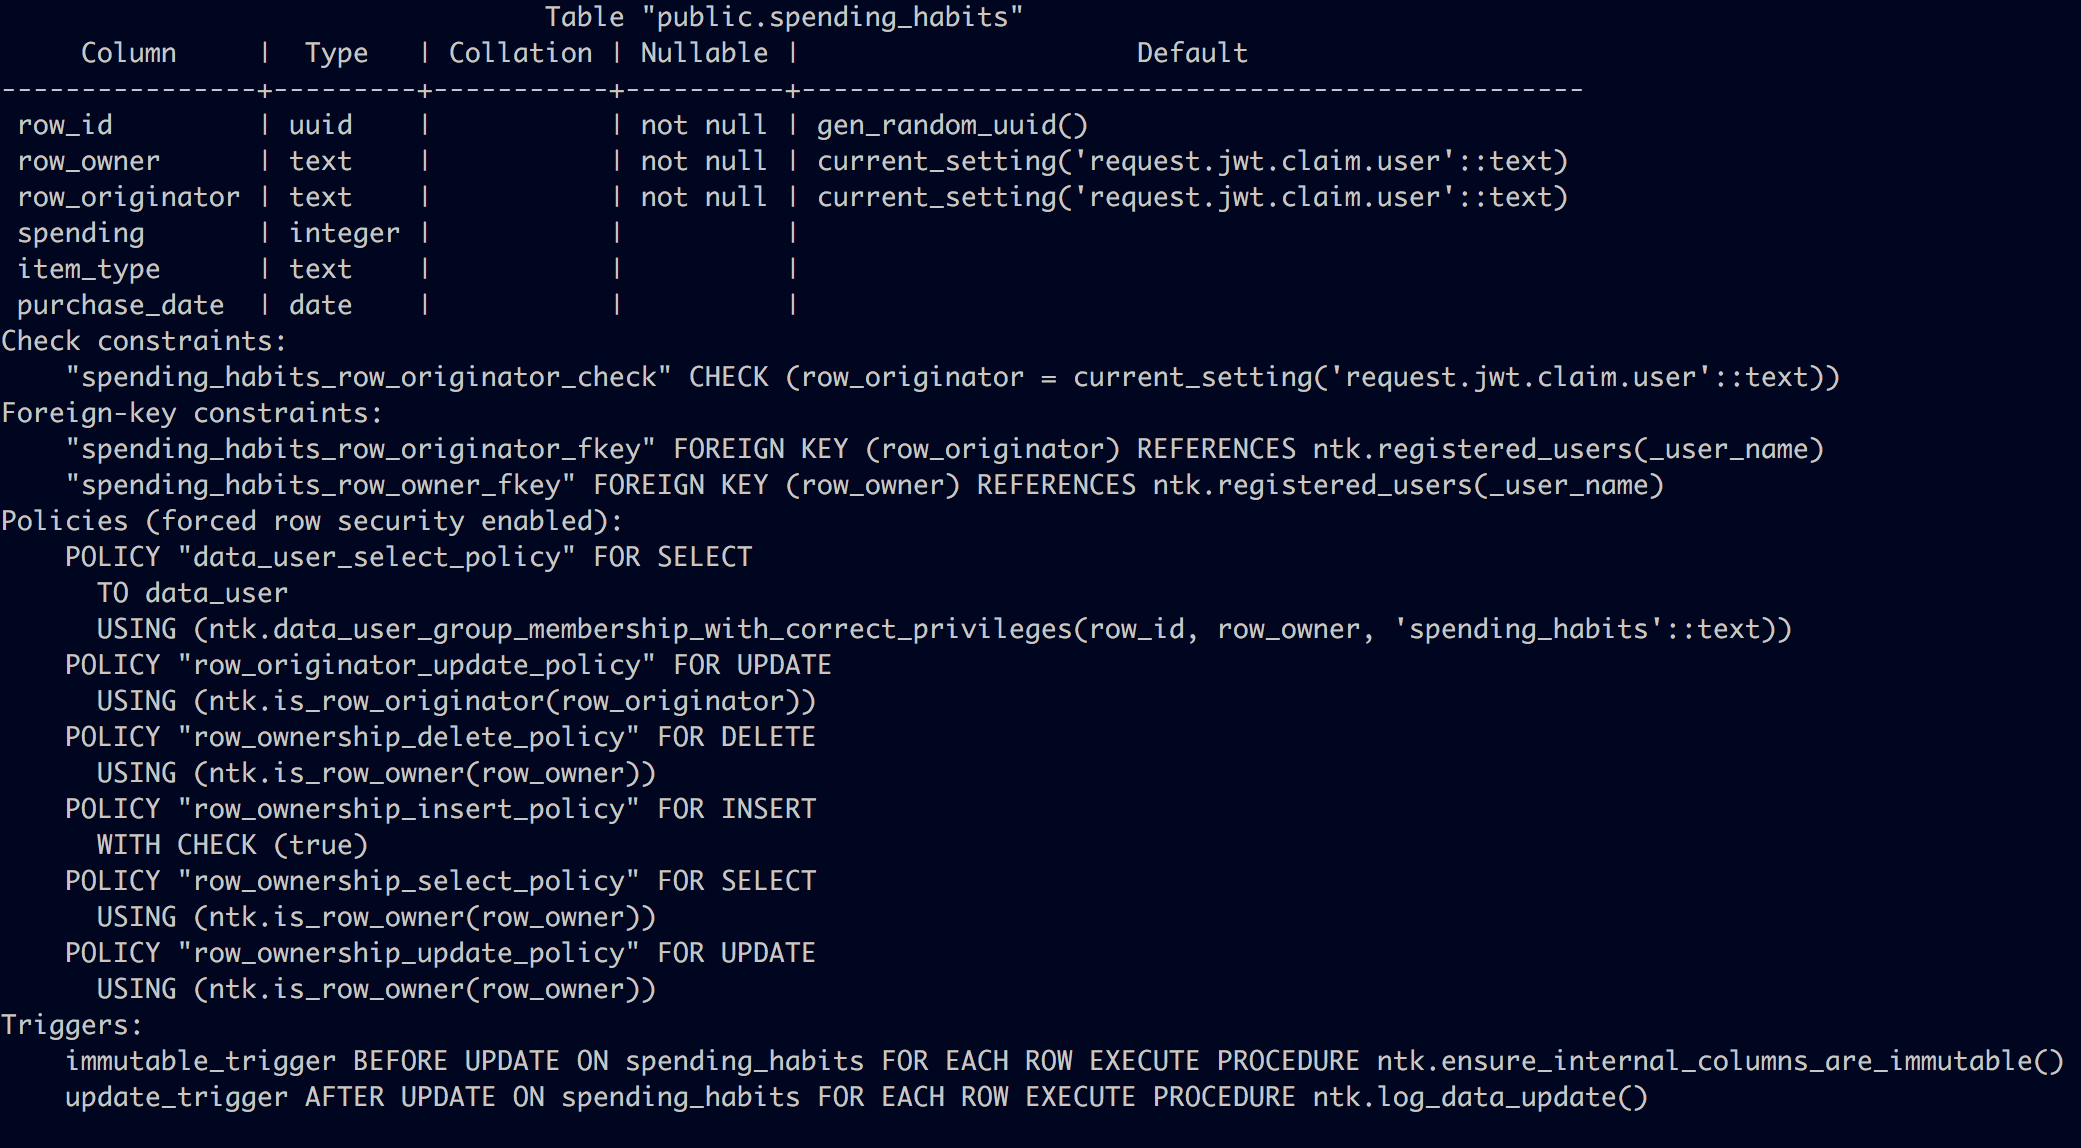 Table "public.spending_habits"
Column | Type | Collation | Nullable | Default
----------------+---------+-----------+----------+-------------------------------------------------
row_id | uuid | | not null | gen_random_uuid()
row_owner | text | | not null | current_setting('request.jwt.claim.user'::text)
row_originator | text | | not null | current_setting('request.jwt.claim.user'::text)
spending | integer | | |
item_type | text | | |
purchase_date | date | | |
Check constraints:
"spending_habits_row_originator_check" CHECK (row_originator = current_setting('request.jwt.claim.user'::text))
Foreign-key constraints:
"spending_habits_row_originator_fkey" FOREIGN KEY (row_originator) REFERENCES ntk.registered_users(_user_name)
"spending_habits_row_owner_fkey" FOREIGN KEY (row_owner) REFERENCES ntk.registered_users(_user_name)
Policies (forced row security enabled):
POLICY "data_user_select_policy" FOR SELECT
TO data_user
USING (ntk.data_user_group_membership_with_correct_privileges(row_id, row_owner, 'spending_habits'::text))
POLICY "row_originator_update_policy" FOR UPDATE
USING (ntk.is_row_originator(row_originator))
POLICY "row_ownership_delete_policy" FOR DELETE
USING (ntk.is_row_owner(row_owner))
POLICY "row_ownership_insert_policy" FOR INSERT
WITH CHECK (true)
POLICY "row_ownership_select_policy" FOR SELECT
USING (ntk.is_row_owner(row_owner))
POLICY "row_ownership_update_policy" FOR UPDATE
USING (ntk.is_row_owner(row_owner))
Triggers:
immutable_trigger BEFORE UPDATE ON spending_habits FOR EACH ROW EXECUTE PROCEDURE ntk.ensure_internal_columns_are_immutable()
update_trigger AFTER UPDATE ON spending_habits FOR EACH ROW EXECUTE PROCEDURE ntk.log_data_update()